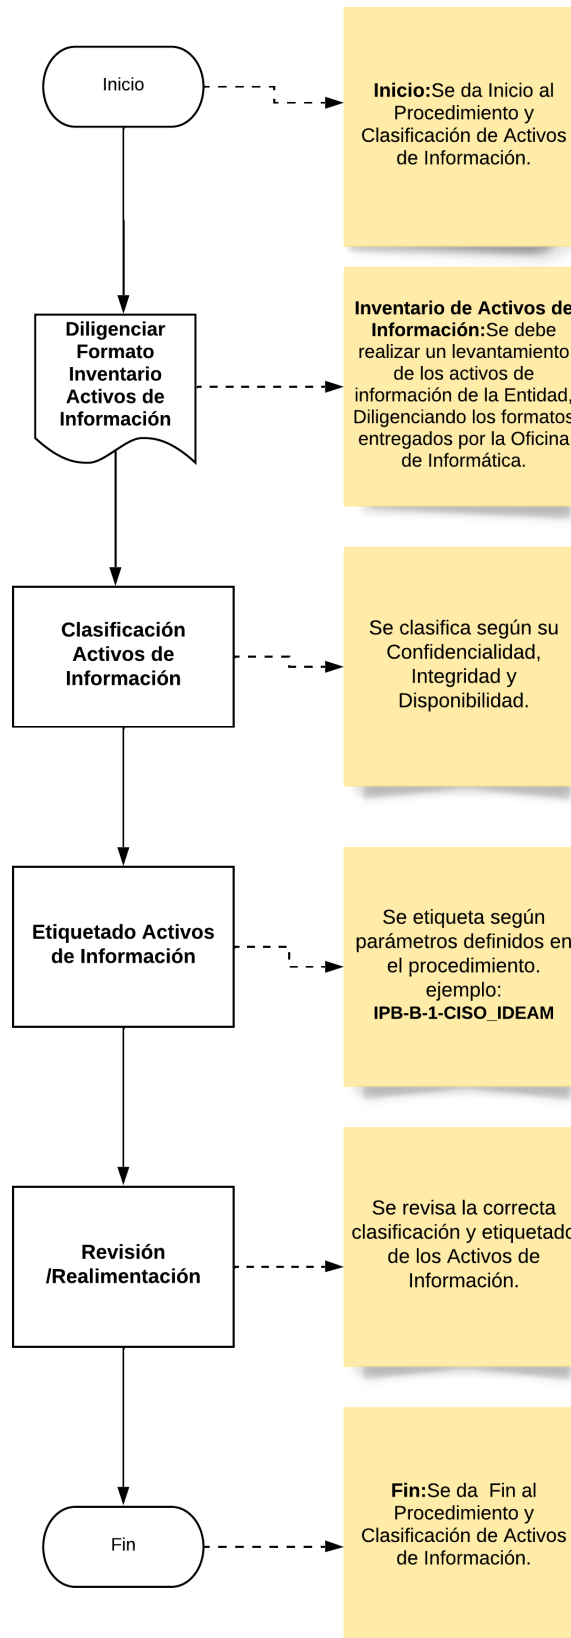 Inicio
Inicio:Se da Inicio al
Procedimiento y
Clasificación de Activos
de Información.
Diligenciar
Formato
Inventario
Activos de
Información
Inventario de Activos de
Información:Se debe
realizar un levantamiento
de los activos de
información de la Entidad,
Diligenciando los formatos
entregados por la Oficina
de Informática.
Clasificación
Activos de
Información
Se clasifica según su
Confidencialidad,
Integridad y
Disponibilidad.
Etiquetado Activos
de Información
Se etiqueta según
parámetros definidos en
el procedimiento.
ejemplo:
IPB-B-1-CISO_IDEAM
Revisión
/Realimentación
Se revisa la correcta
clasificación y etiquetado
de los Activos de
Información.
Fin
Fin:Se da  Fin al
Procedimiento y
Clasificación de Activos
de Información.